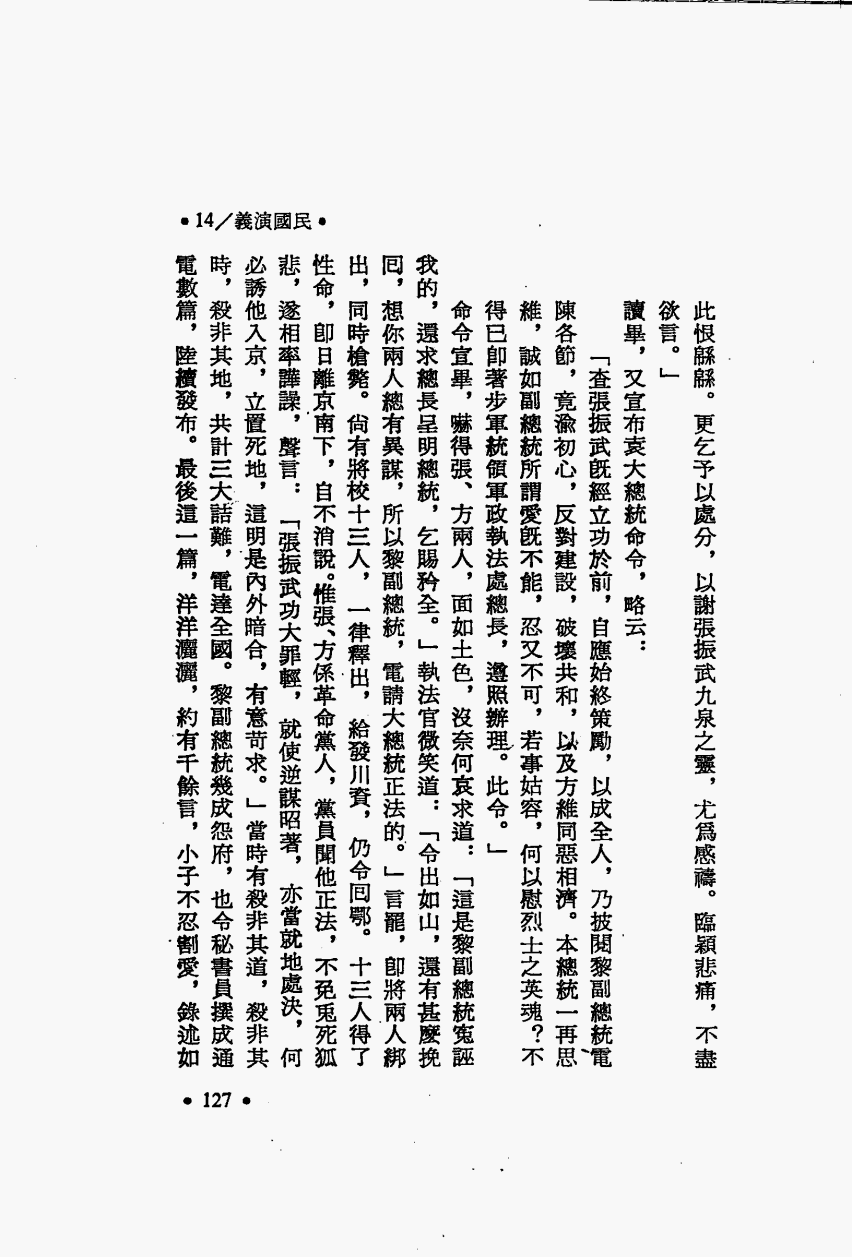 •14／義演國民•
此恨緜緜。更乞予以處分，以謝張振武九泉之靈，尤爲感禱。臨穎悲痛，不盡
欲言。」
讀畢，又宣布袁大總統命令，略云：
「查張振武旣經立功於前，自應始終策勵，以成全人，乃披閱黎副總統電
陳各節，竟渝初心，反對建設，破壞共和，以及方維同惡相濟。本總統一再思
維，誠如副總統所謂愛旣不能，忍又不可，若事姑容，何以慰烈士之英魂？不
得已卽著步軍統領軍政執法處總長，遵照辦理。此令。」
命令宣畢，嚇得張、方兩人，面如土色，沒奈何哀求道：「這是黎副總統寃誣
我的，還求總長呈明總統，乞賜矜全。」執法官微笑道：「令出如山，還有甚麼挽
囘，想你兩人總有異謀，所以黎副總統，電請大總統正法的。」言罷，卽將兩人綁
出，同時槍斃。尙有將校十三人，一律釋出，給發川資，仍令囘鄂。十三人得了
性命，卽日離京南下，自不消說。惟張、方係革命黨人，黨員聞他正法，不免兎死狐
悲，遂相率譁譟，聲言：「張振武功大罪輕，就使逆謀昭著，亦當就地處決，何
必誘他入京，立置死地，這明是內外暗合，有意苛求。」當時有殺非其道，殺非其
時，殺非其地，共計三大詰難，電達全國。黎副總統幾成怨府，也令秘書員撰成通
電數篇，陸續發布。最後這一篇，洋洋灑灑，約有千餘言，小子不忍割愛，錄述如
•127•